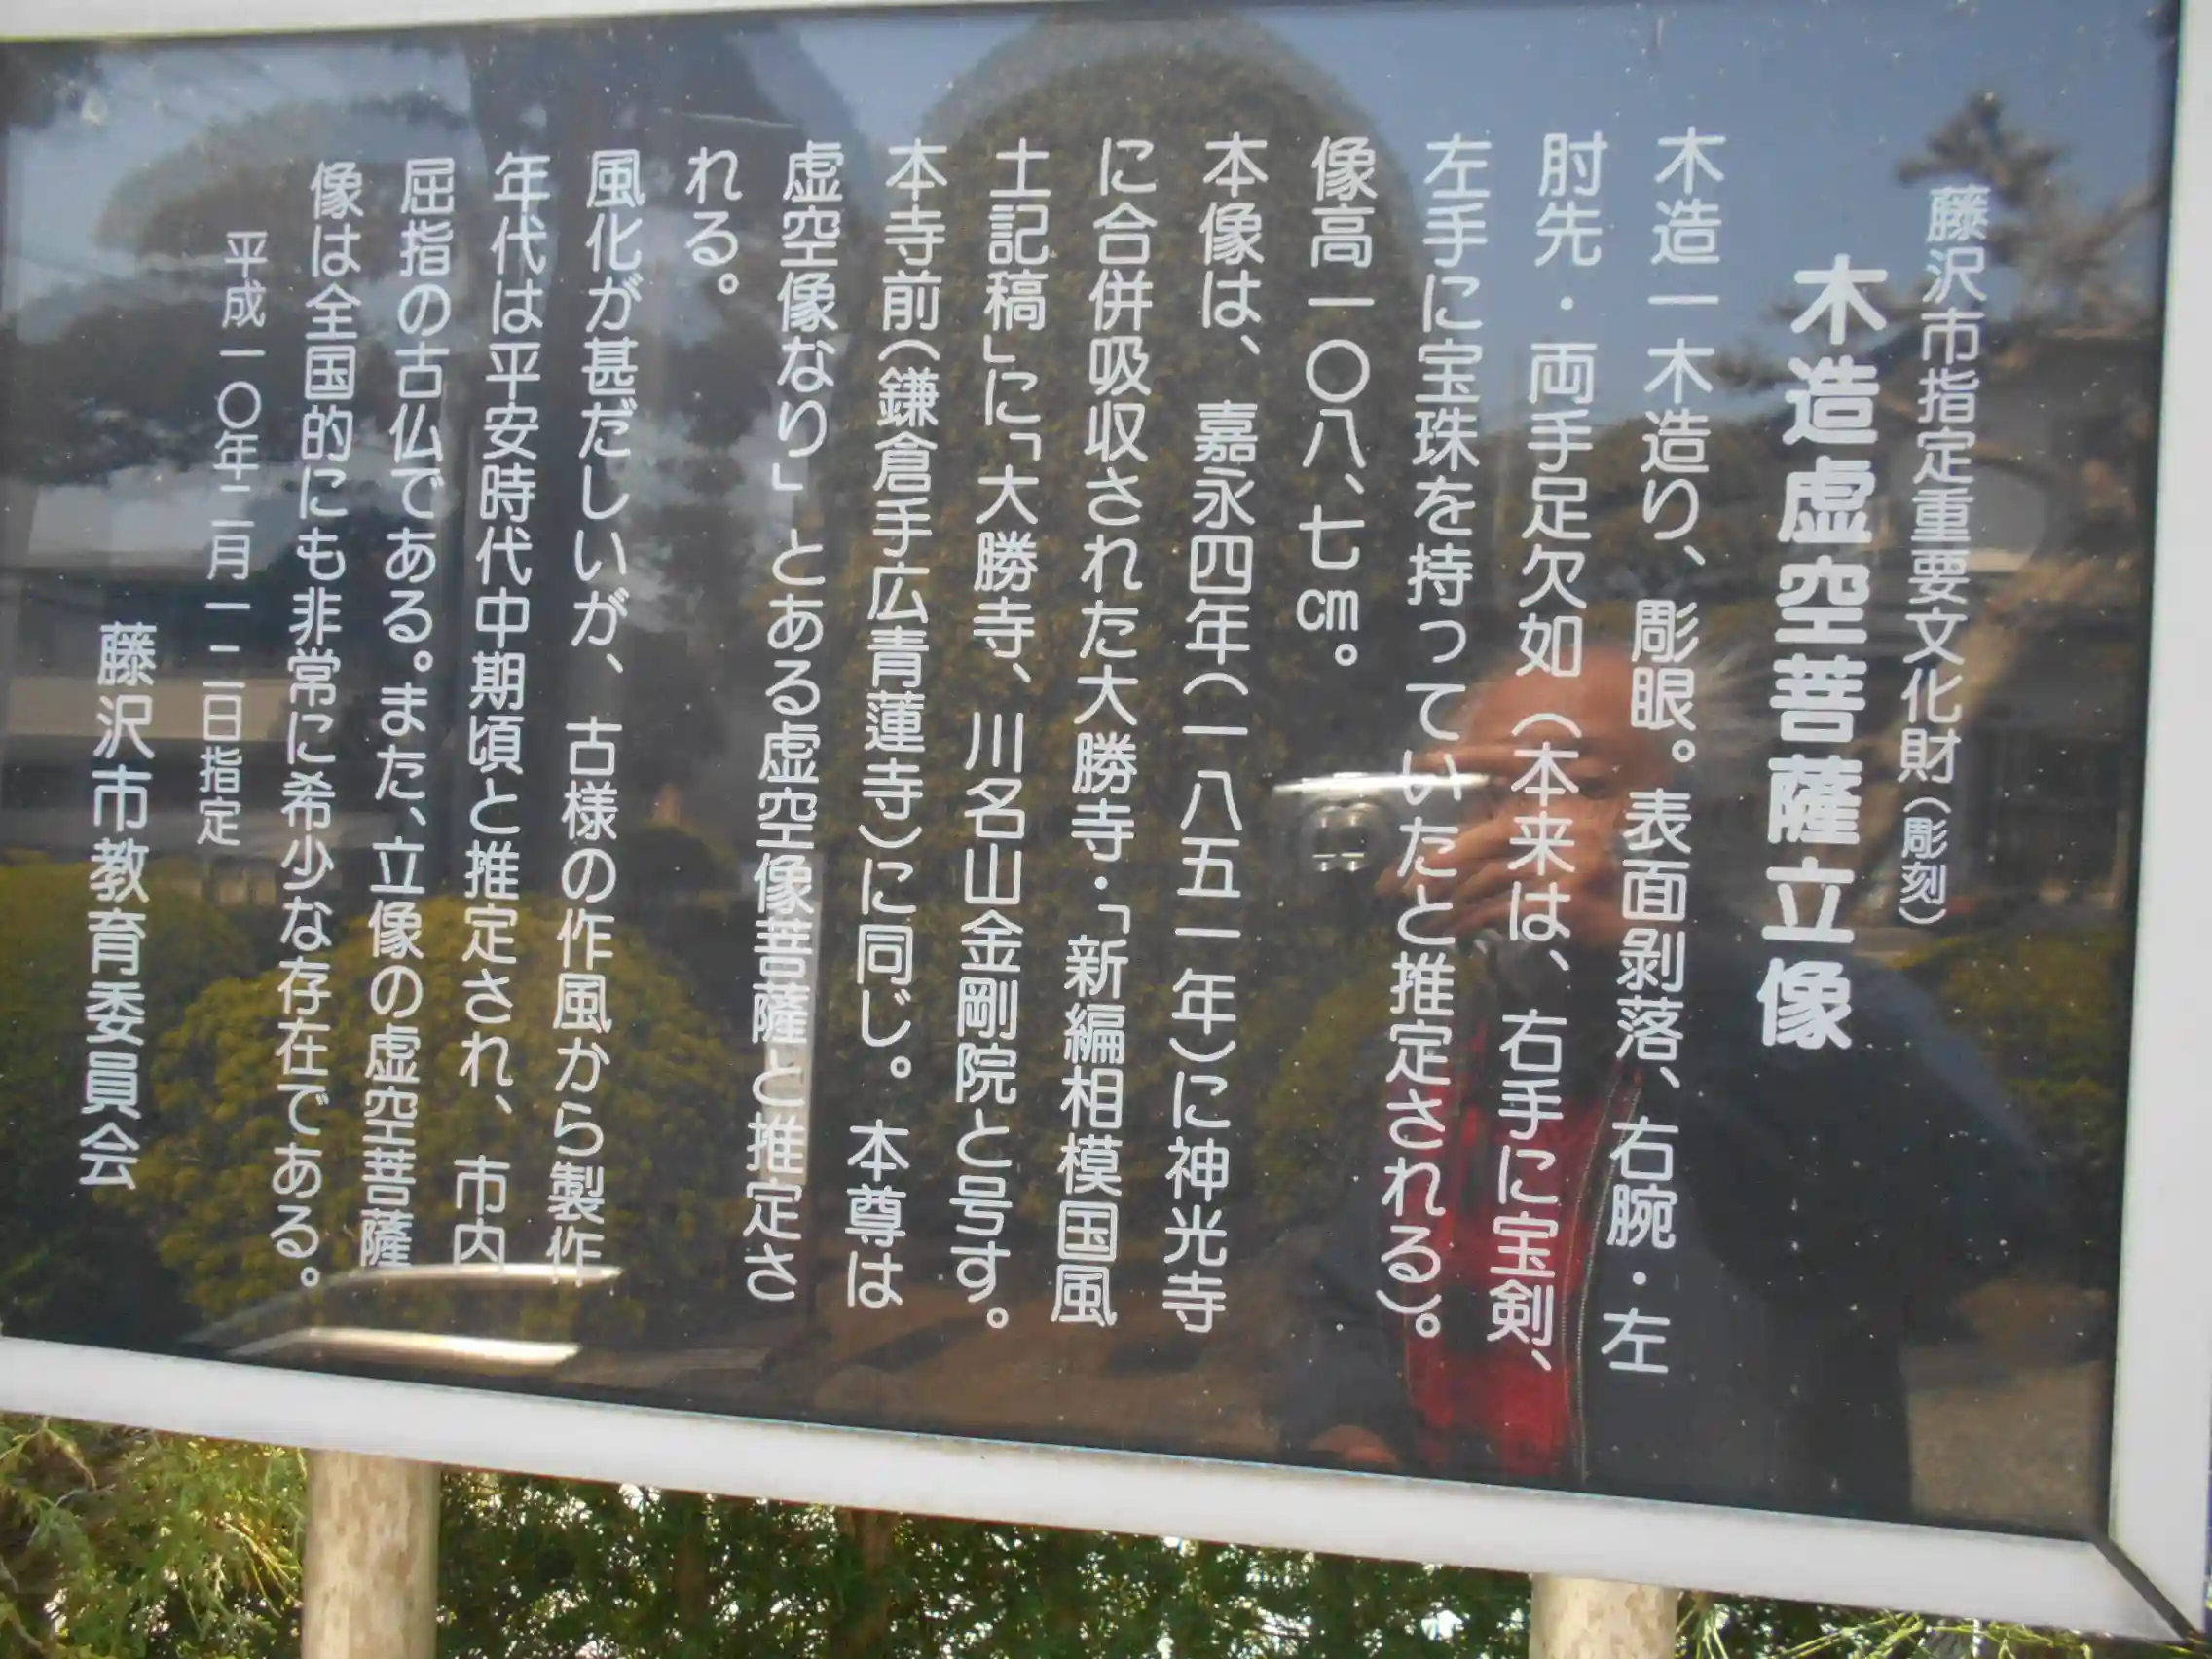 藤沢市指定重要文化財（彫刻）
木造虚空菩薩立像
木造一木造り、彫眼。表面剥落、右腕・左
肘先・両手足欠如（本来は、右手に宝剣、
左手に宝珠を持っていたと推定される）。
像高一〇八、七㎝。
本像は、嘉永四年（一八五一年）に神光寺
に合併吸収された大勝寺・「新編相模国風
土記稿」に「大勝寺、川名山金剛院と号す。
本寺前（鎌倉手広青蓮寺）に同じ。本尊は
虚空像なり」とある虚空像菩薩と推定さ
れる。
風化が甚だしいが、古様の作風から製作
年代は平安時代中期頃と推定され、市内
屈指の古仏である。また、立像の虚空菩薩
像は全国的にも非常に希少な存在である。
平成一〇年二月一二日指定
藤沢市教育委員会